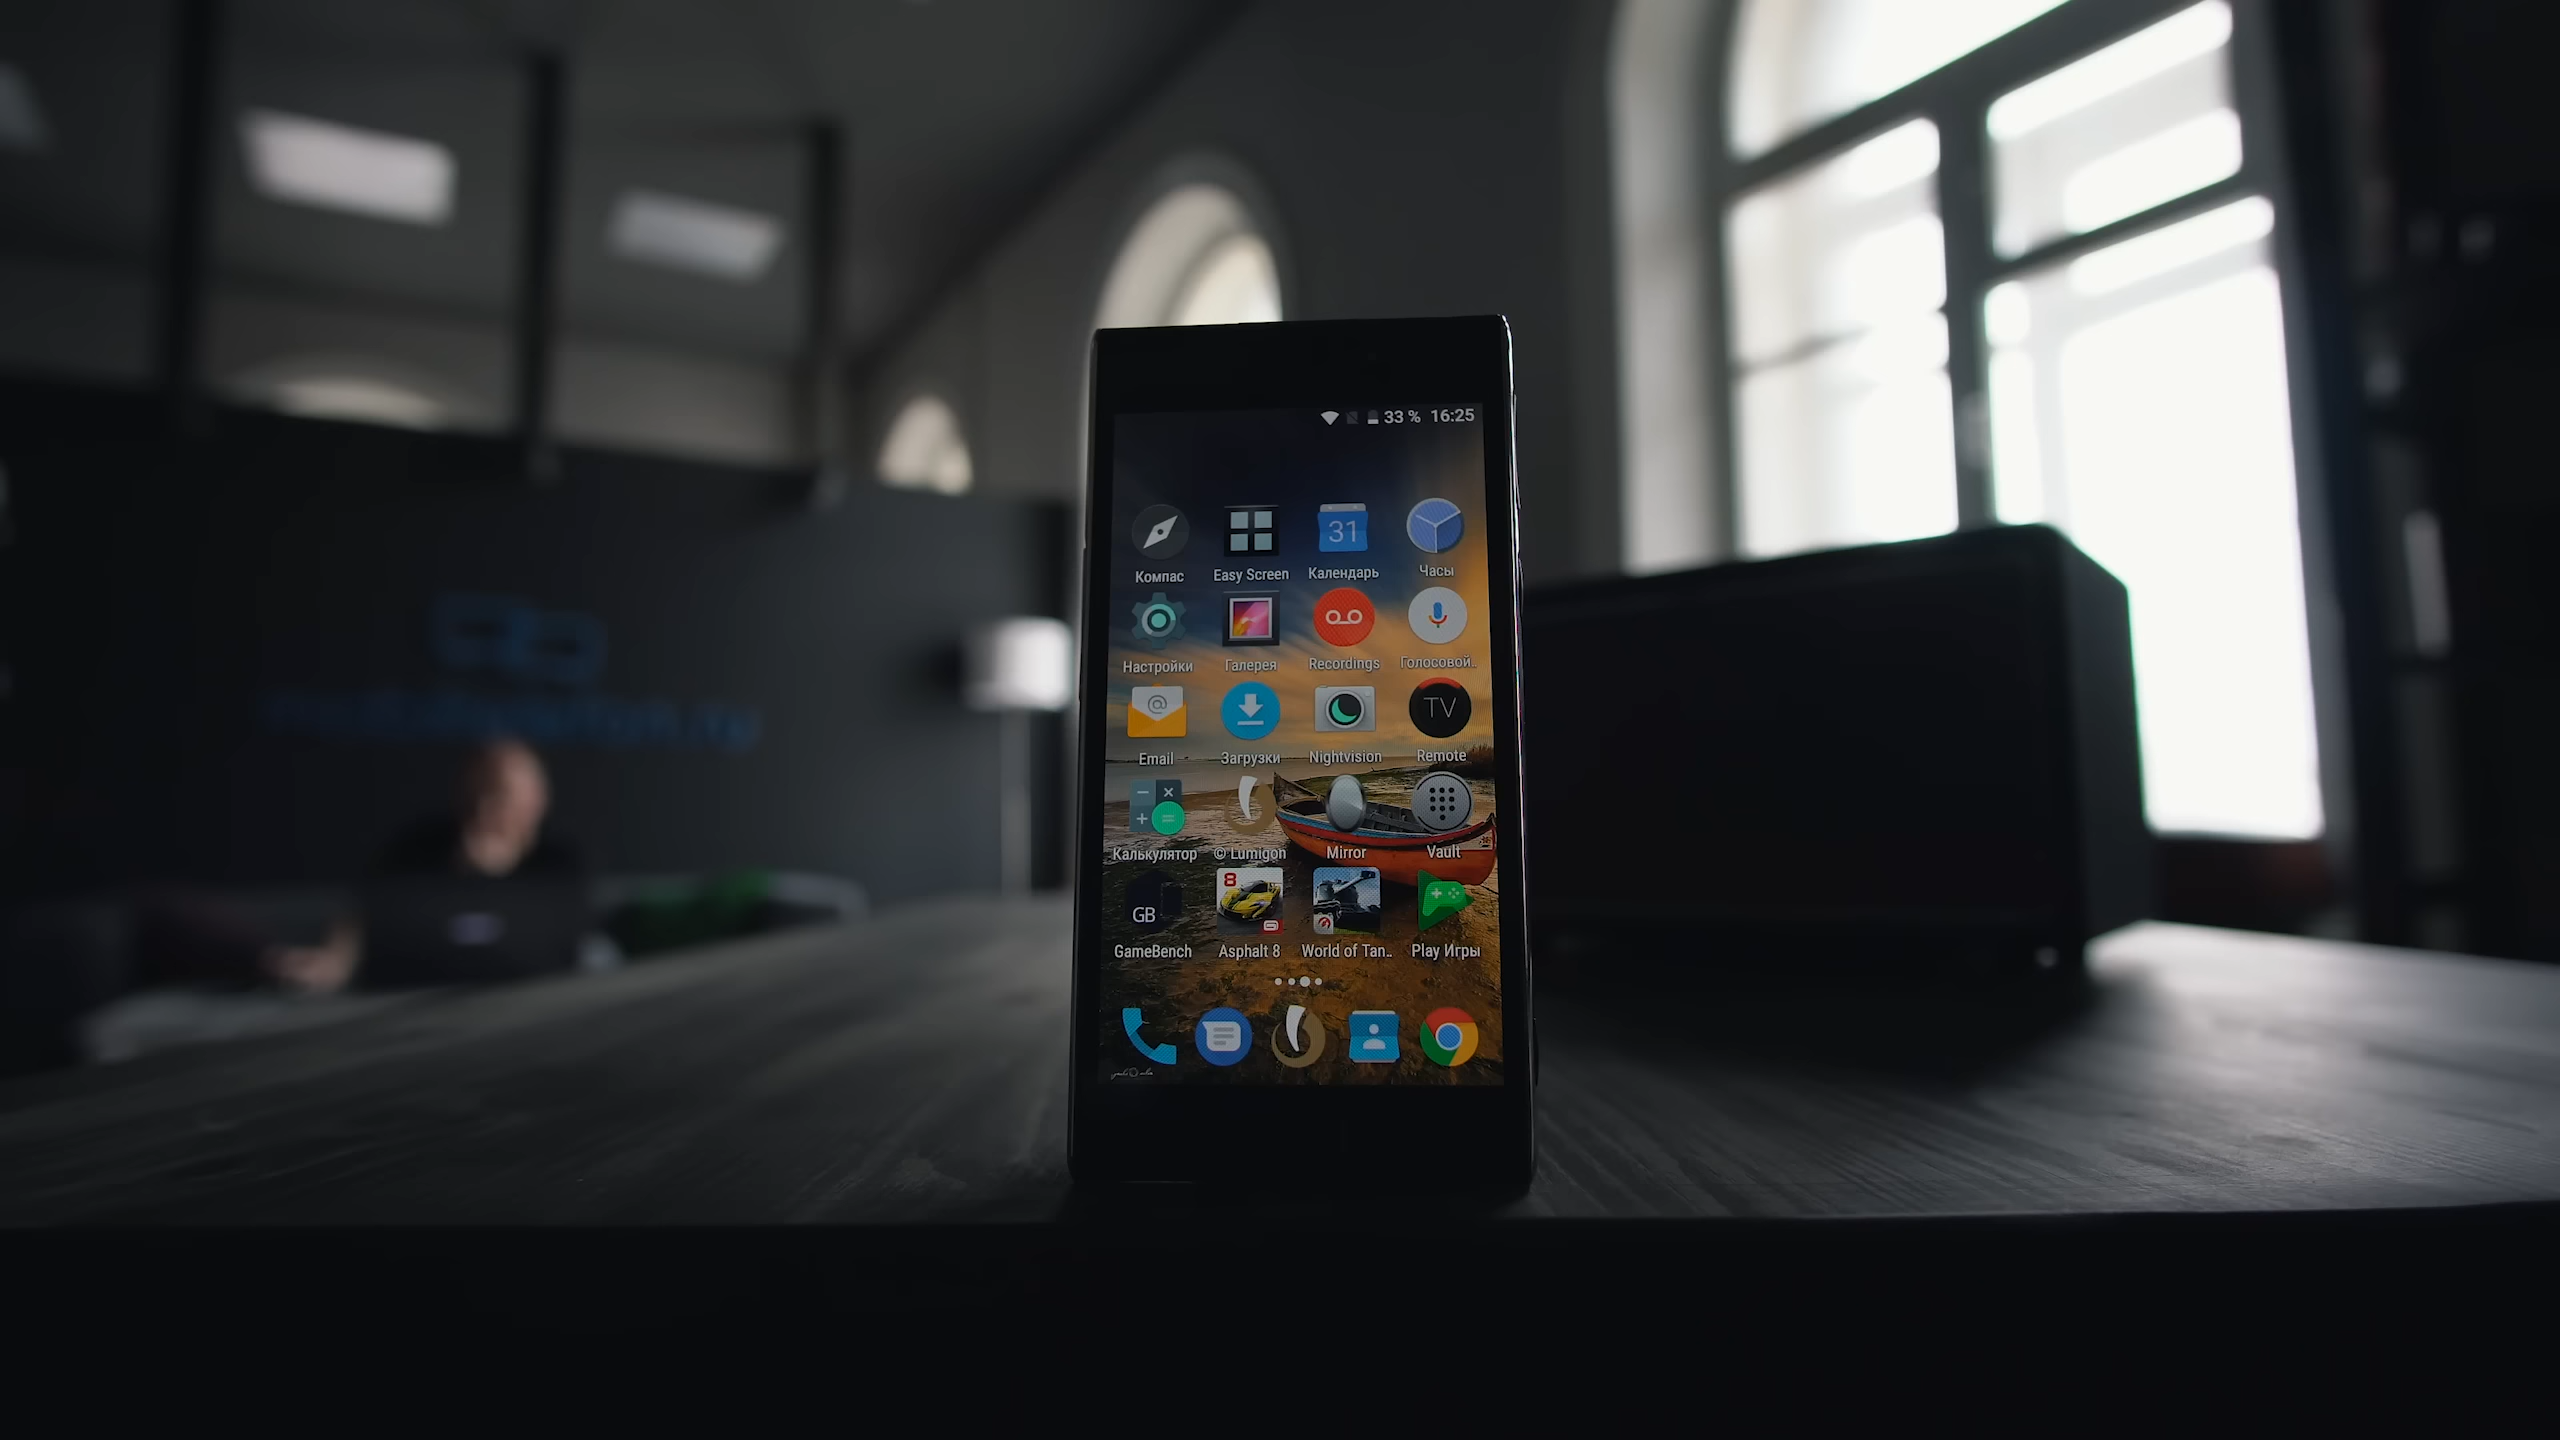 33 % 16:25
31
Компас Easy Screen Календарь Часы
Настройки Галерея Recordings Голосовой..
TV
Email Загрузки Nightvision Remote
Калькулятор © Lumigon Mirror Vault
GB 8
GameBench Asphalt 8 World of Tan.. Play Игры